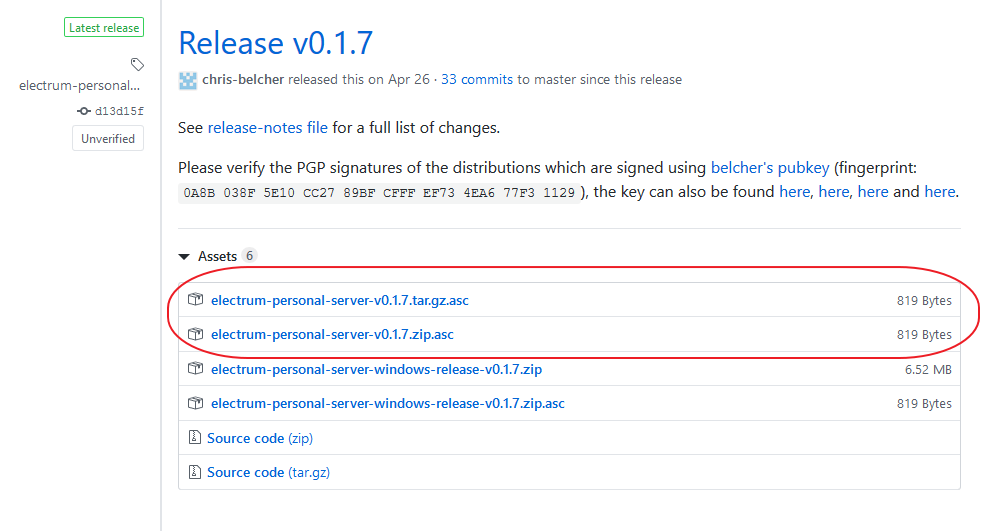 Latest release
electrum-personal...
d13d15f
Unverified
Release v0.1.7
chris-belcher released this on Apr 26 · 33 commits to master since this release
See release-notes file for a full list of changes.
Please verify the PGP signatures of the distributions which are signed using belcher's pubkey (fingerprint:
0A8B 038F 5E10 CC27 89BF CFFF EF73 4EA6 77F3 1129 ), the key can also be found here, here, here and here.
Assets 6
electrum-personal-server-v0.1.7.tar.gz.asc 819 Bytes
electrum-personal-server-v0.1.7.zip.asc 819 Bytes
electrum-personal-server-windows-release-v0.1.7.zip 6.52 MB
electrum-personal-server-windows-release-v0.1.7.zip.asc 819 Bytes
Source code (zip)
Source code (tar.gz)